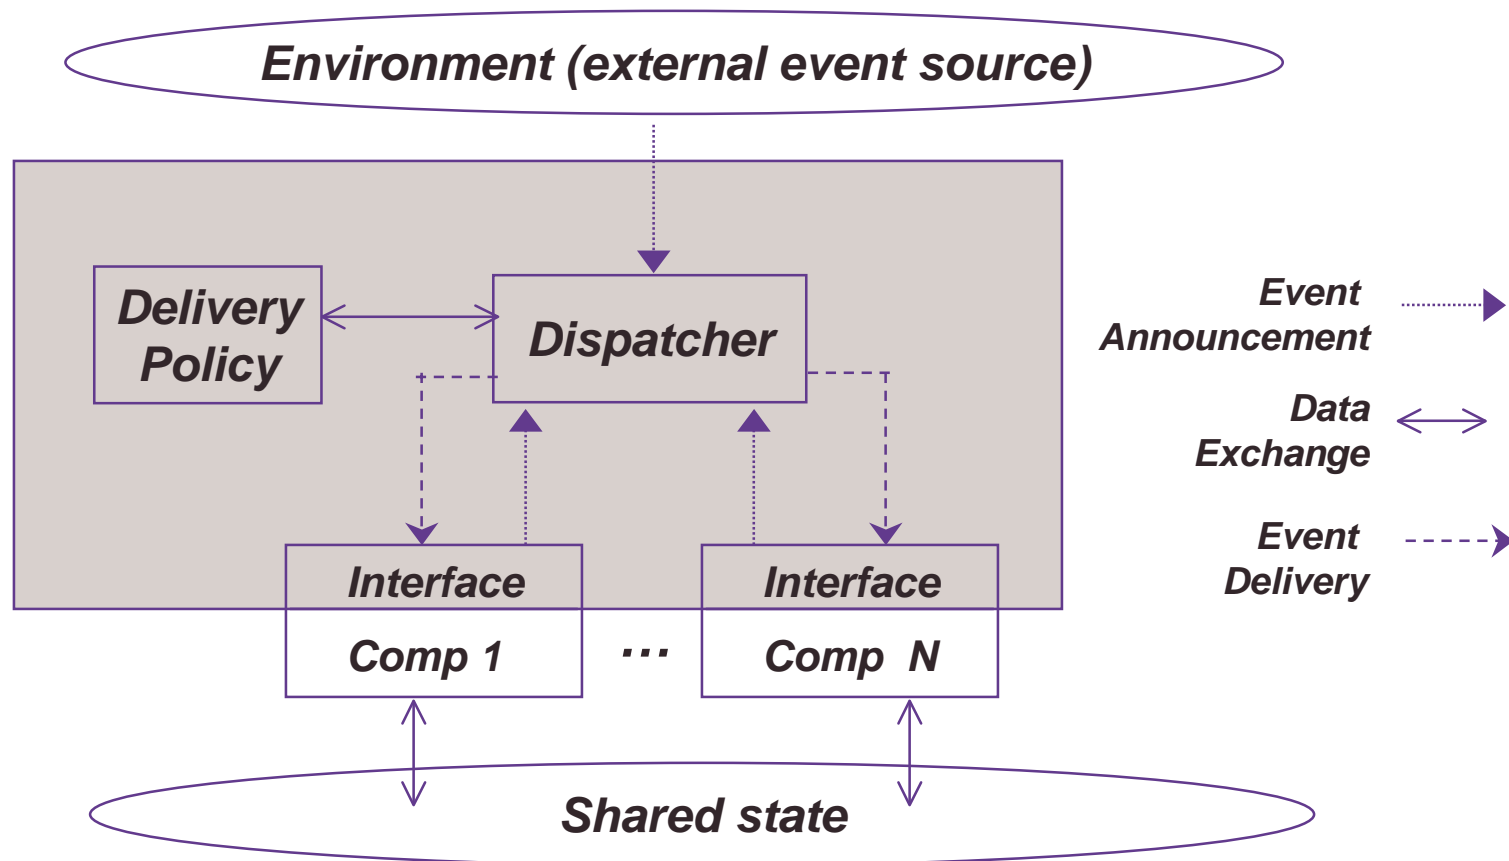 Environment (external event source)
Delivery
Policy
Dispatcher
Interface
Comp 1
...
Interface
Comp N
Shared state
Event
Announcement
Data
Exchange
Event
Delivery